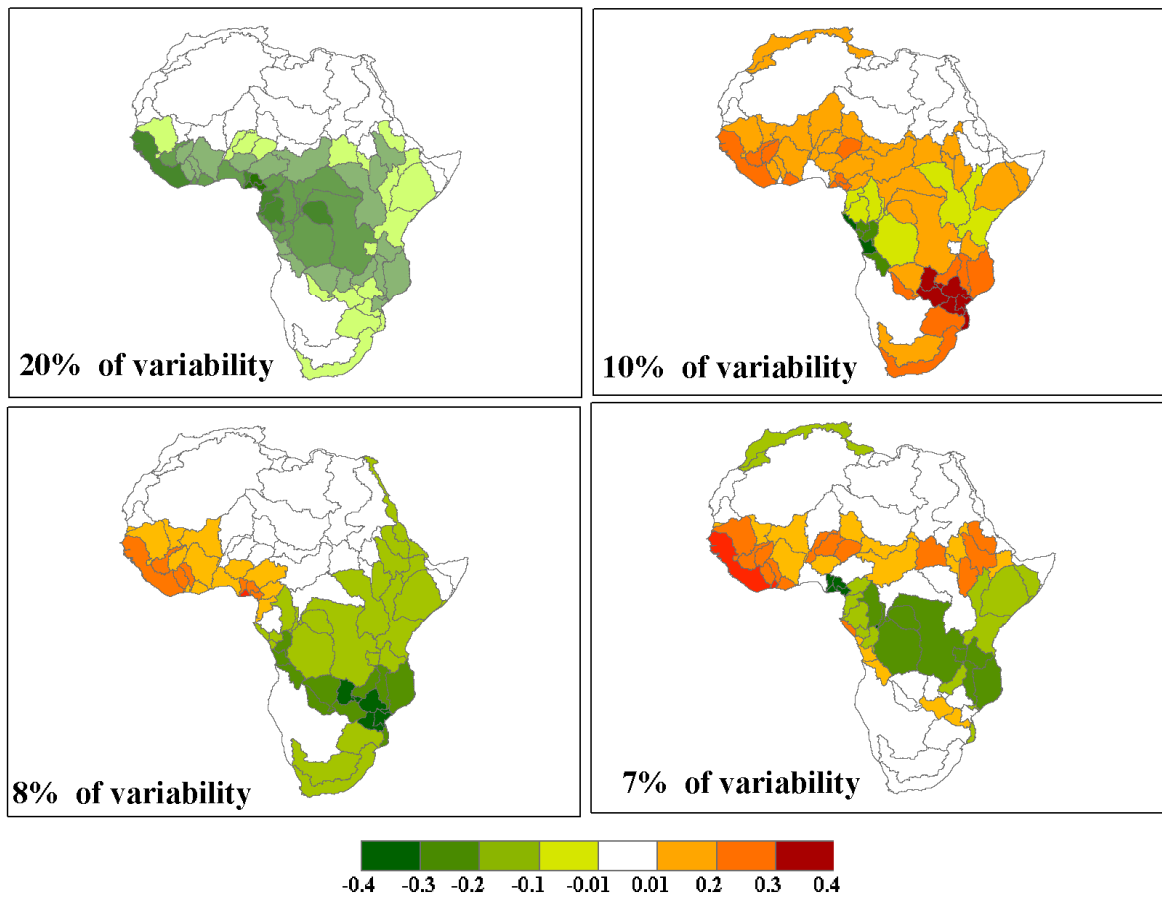 20% of variability
10% of variability
8% of variability
7% of variability
-0.4 -0.3 -0.2 -0.1 -0.01 0.01 0.2 0.3 0.4